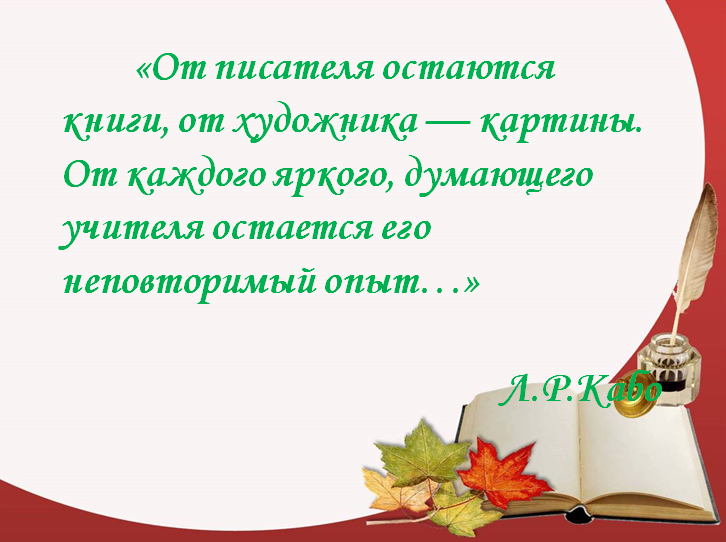 «От писателя остаются
книги, от художника — картины.
От каждого яркого, думающего
учителя остается его
неповторимый опыт…»
Л.Р.Кабо